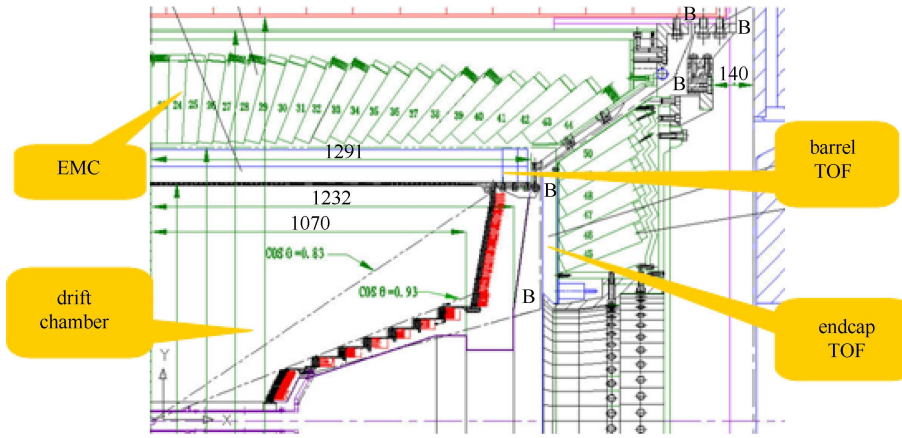 B
B
B
140
24
25
26
27
28
29
30
31
32
33
34
35
36
37
38
39
40
41
42
43
44
50
48
47
46
45
EMC
1291
barrel
TOF
1232
B
1070
COS θ =0.83
COS θ =0.93
B
drift
chamber
endcap
TOF
Y
X